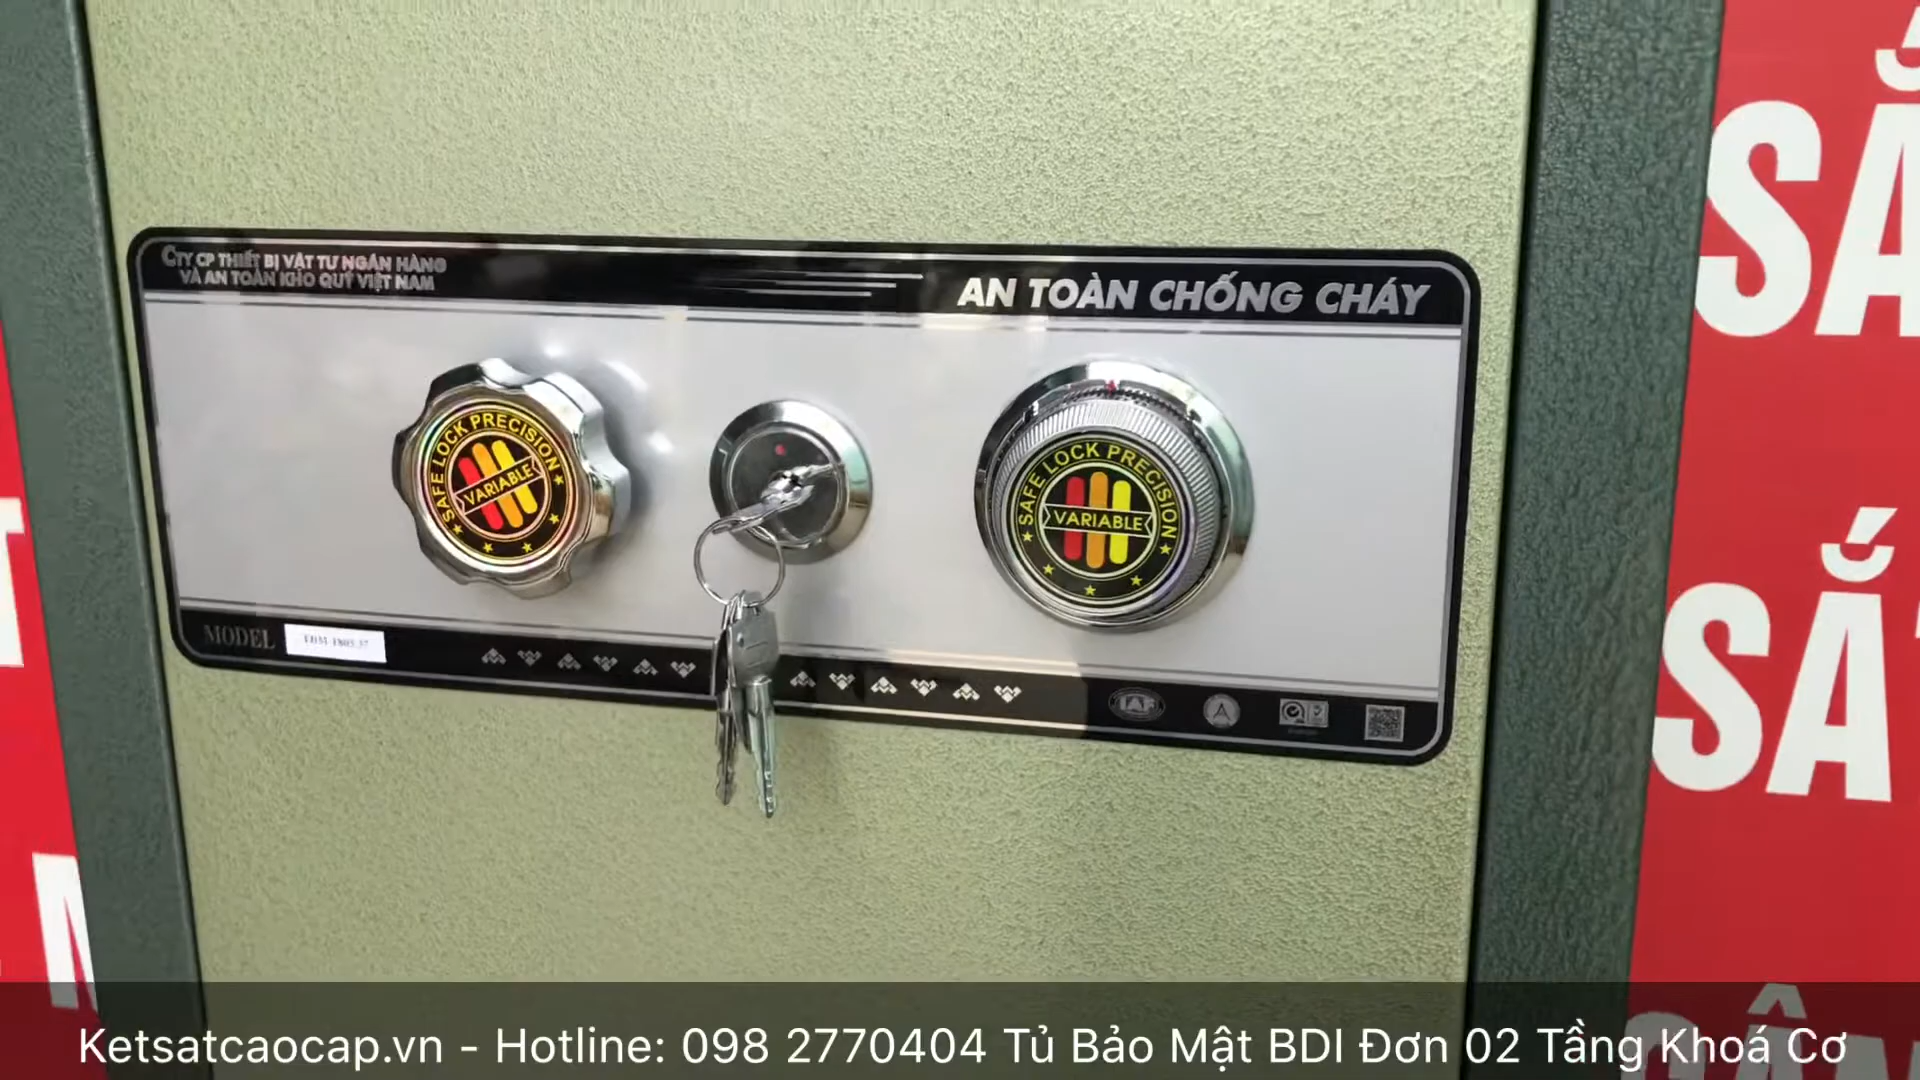 CTY CP THIẾT BỊ VẬT TƯ NGÂN HÀNG
VÀ AN TOÀN KHO QUỸ VIỆT NAM
AN TOÀN CHỐNG CHÁY
SAFE LOCK PRECISION
VARIABLE
SAFE LOCK PRECISION
VARIABLE
MODEL
SẮ
SẮ
Ketsatcaocap.vn - Hotline: 098 2770404 Tủ Bảo Mật BDI Đơn 02 Tầng Khoá Cơ